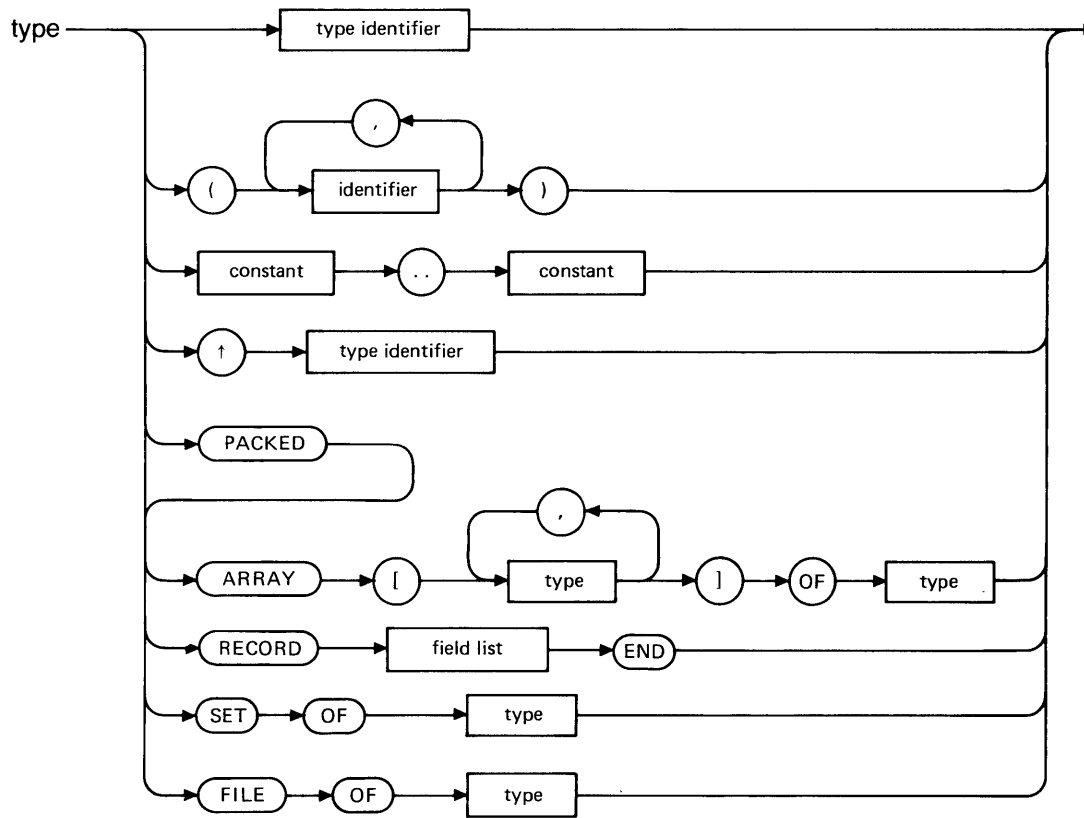 type type identifier
,
( identifier )
constant .. constant
↑ type identifier
PACKED
,
ARRAY [ type ] OF type
RECORD field list END
SET OF type
FILE OF type